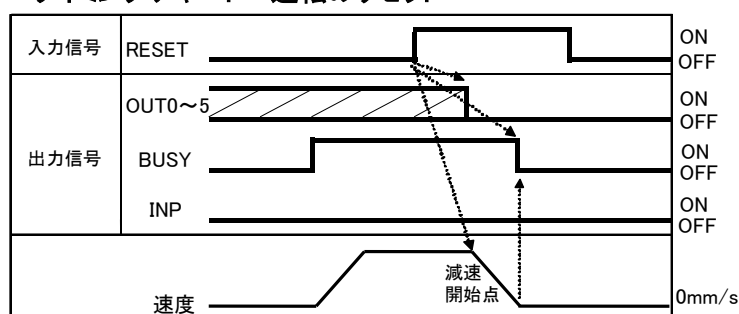 入力信号 RESET ON
OFF
OUT0～5 ON
OFF
出力信号 BUSY ON
OFF
INP ON
OFF
減速
開始点
速度 0mm/s